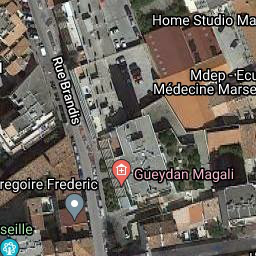 Home Studio Ma
Rue Brandis
Mdep - Ecu
Médecine Marse
Gueydan Magali
regoire Frederic
seille